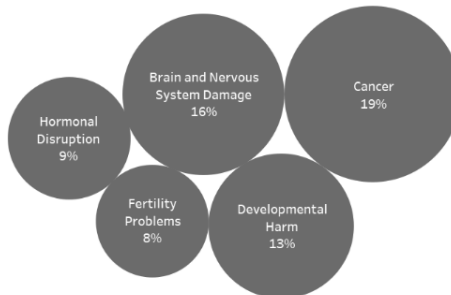 Brain and Nervous
System Damage
16%
Cancer
19%
Hormonal
Disruption
9%
Fertility
Problems
8%
Developmental
Harm
13%